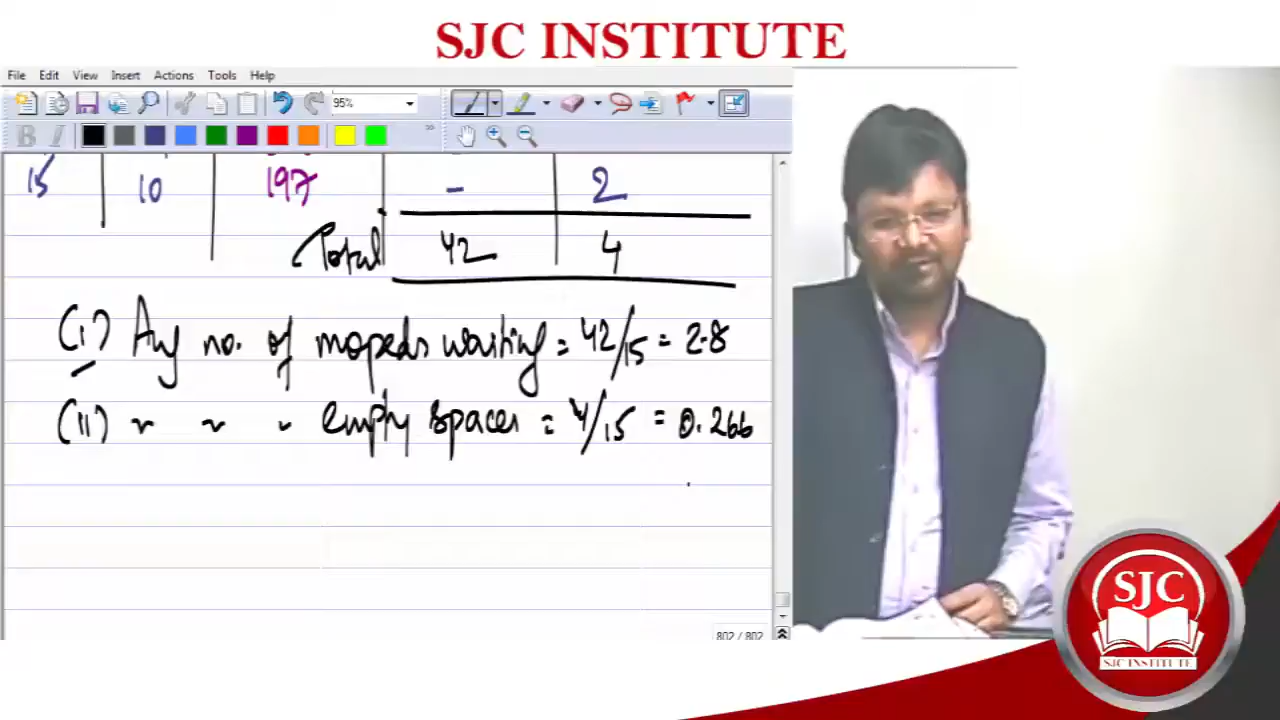 SJC INSTITUTE
File Edit View Insert Actions Tools Help
95%
B I
15 10 197 - 2
Total 42 4
(i) Avg no. of mopeds waiting = 42/15 = 2.8
(ii) " " " empty spaces = 4/15 = 0.266
802 / 802
SJC
SJC INSTITUTE